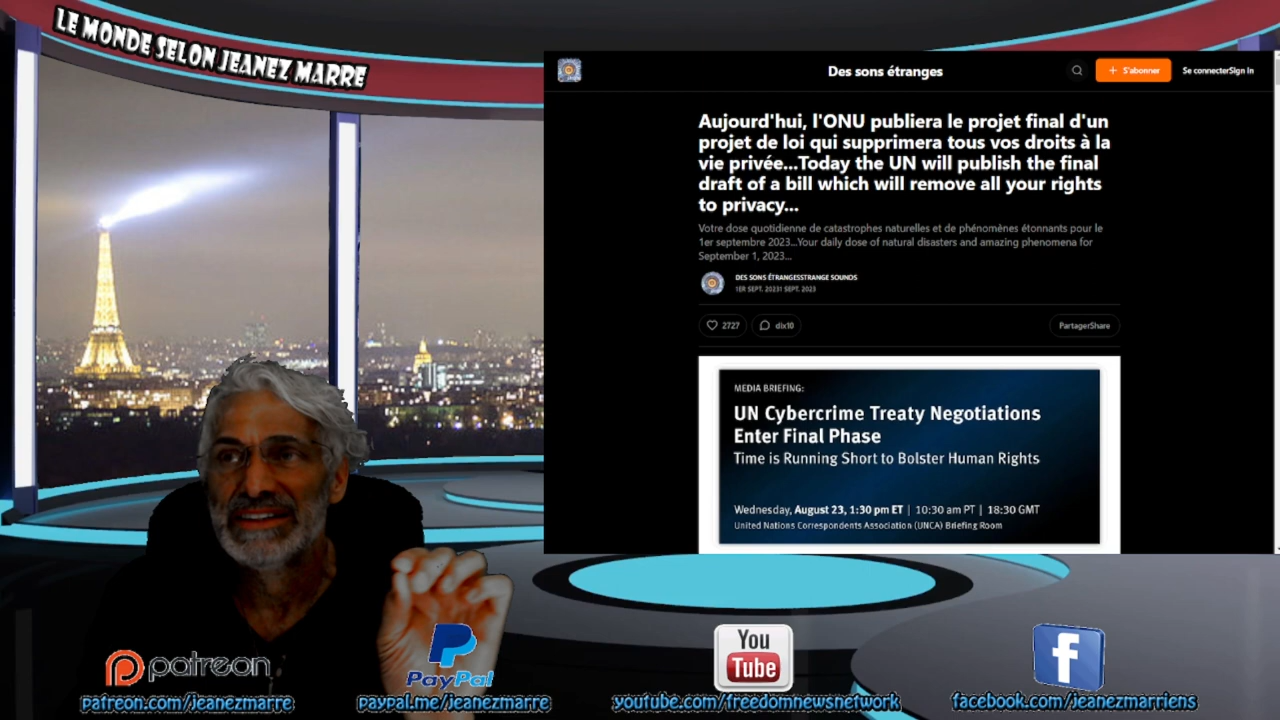 LE MONDE SELON JEANEZ MARRE
Des sons étranges
S'abonner
Se connecterSign in
Aujourd'hui, l'ONU publiera le projet final d'un
projet de loi qui supprimera tous vos droits à la
vie privée...Today the UN will publish the final
draft of a bill which will remove all your rights
to privacy...
Votre dose quotidienne de catastrophes naturelles et de phénomènes étonnants pour le
1er septembre 2023...Your daily dose of natural disasters and amazing phenomena for
September 1, 2023...
DES SONS ÉTRANGESSTRANGE SOUNDS
1ER SEPT. 20231 SEPT. 2023
2727
dix10
PartagerShare
MEDIA BRIEFING:
UN Cybercrime Treaty Negotiations
Enter Final Phase
Time is Running Short to Bolster Human Rights
Wednesday, August 23, 1:30 pm ET | 10:30 am PT | 18:30 GMT
United Nations Correspondents Association (UNCA) Briefing Room
patreon
PayPal
You
Tube
f
patreon.com/jeanezmarre
paypal.me/jeanezmarre
youtube.com/freedomnewsnetwork
facebook.com/jeanezmarriens